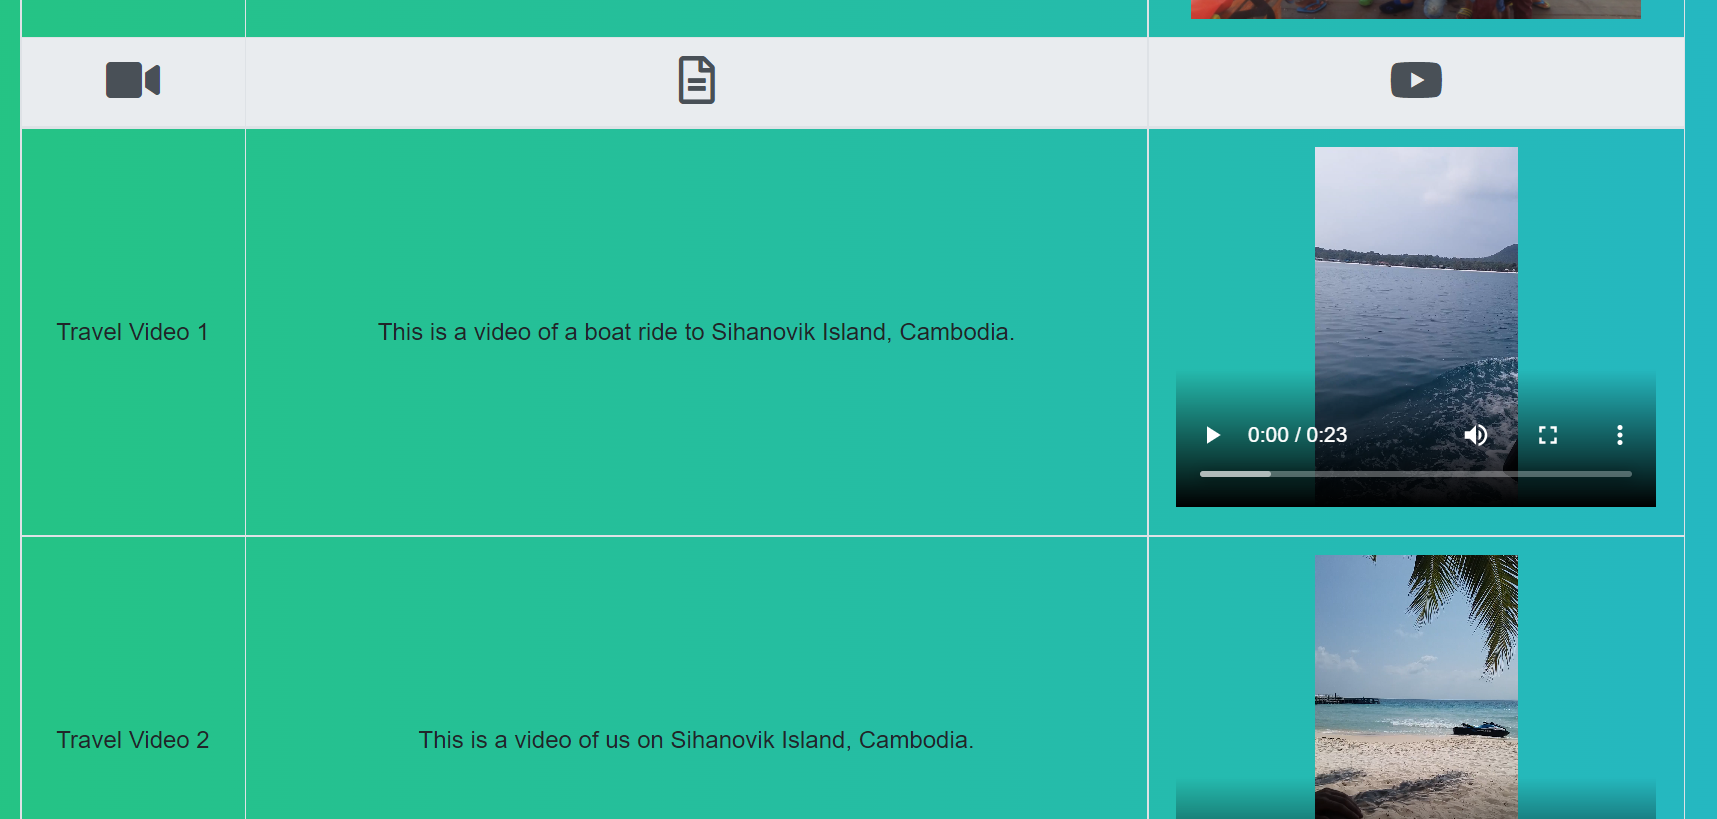 Travel Video 1
This is a video of a boat ride to Sihanovik Island, Cambodia.
0:00 / 0:23
Travel Video 2
This is a video of us on Sihanovik Island, Cambodia.